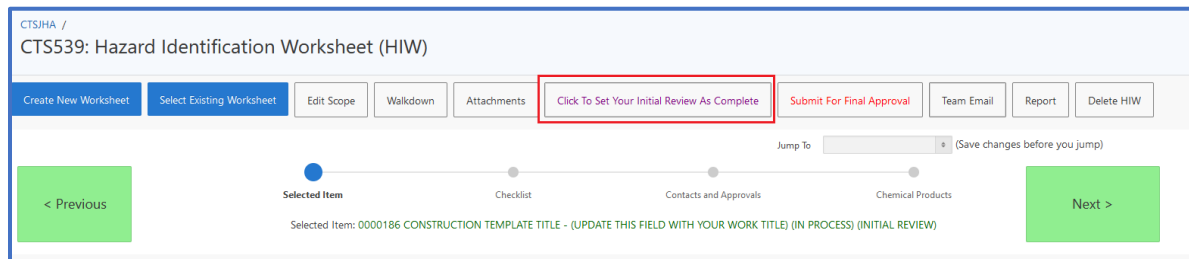 CTSJHA /
CTS539: Hazard Identification Worksheet (HIW)
Create New Worksheet Select Existing Worksheet Edit Scope Walkdown Attachments Click To Set Your Initial Review As Complete Submit For Final Approval Team Email Report Delete HIW
Jump To (Save changes before you jump)
< Previous
Selected Item Checklist Contacts and Approvals Chemical Products
Next >
Selected Item: 0000186 CONSTRUCTION TEMPLATE TITLE - (UPDATE THIS FIELD WITH YOUR WORK TITLE) (IN PROCESS) (INITIAL REVIEW)